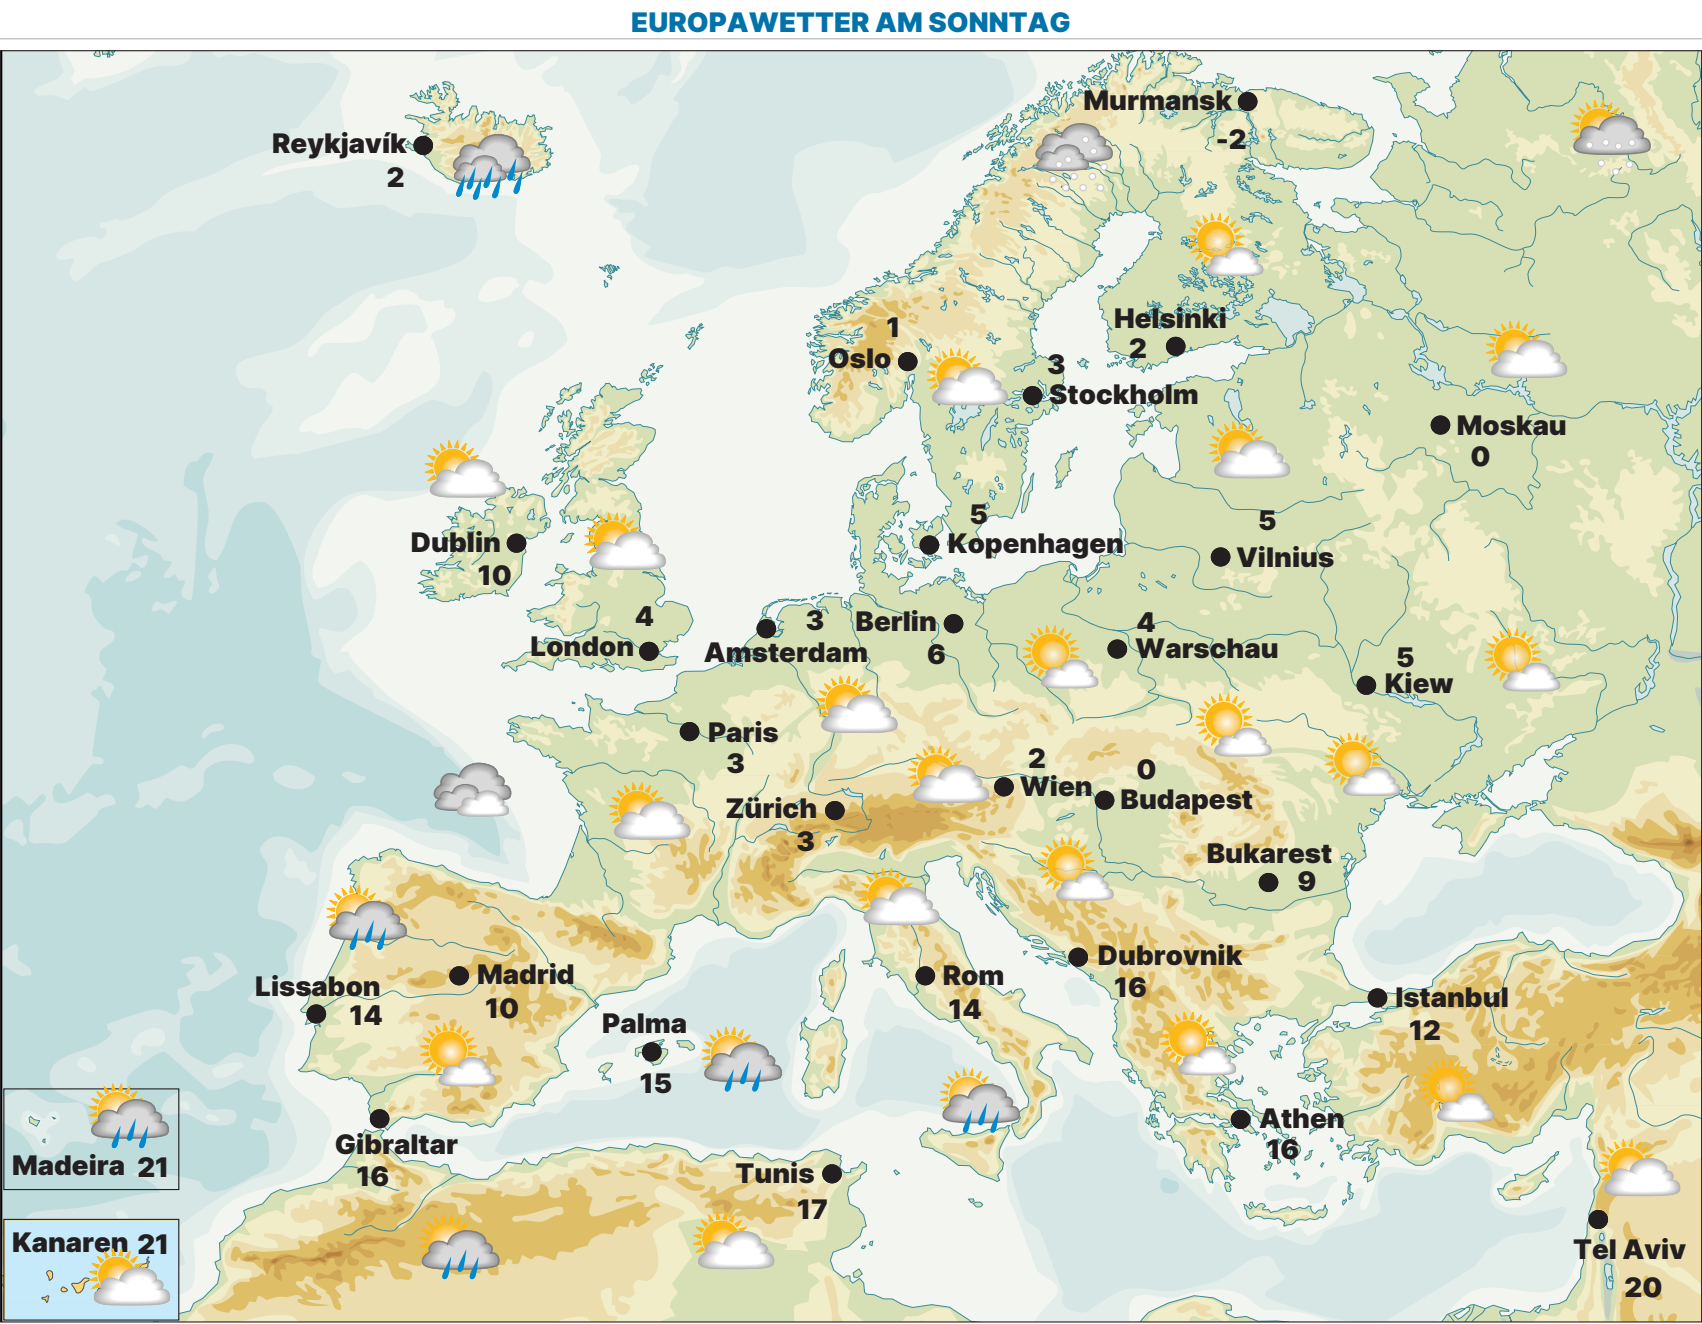 EUROPAWETTER AM SONNTAG
Murmansk
-2
Reykjavík
2
Helsinki
2
1
Oslo
3
Stockholm
Moskau
0
5
Kopenhagen
5
Vilnius
Dublin
10
4
London
3
Amsterdam
Berlin
6
4
Warschau
5
Kiew
Paris
3
2
Wien
0
Budapest
Zürich
3
Bukarest
9
Dubrovnik
16
Rom
14
Madrid
10
Lissabon
14
Istanbul
12
Palma
15
Athen
16
Gibraltar
16
Madeira 21
Tunis
17
Kanaren 21
Tel Aviv
20